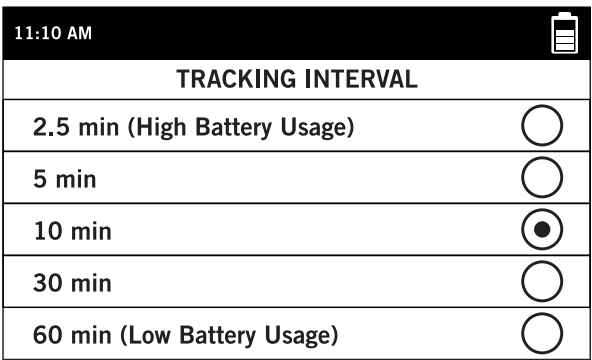 11:10 AM
TRACKING INTERVAL
2.5 min (High Battery Usage)
5 min
10 min
30 min
60 min (Low Battery Usage)